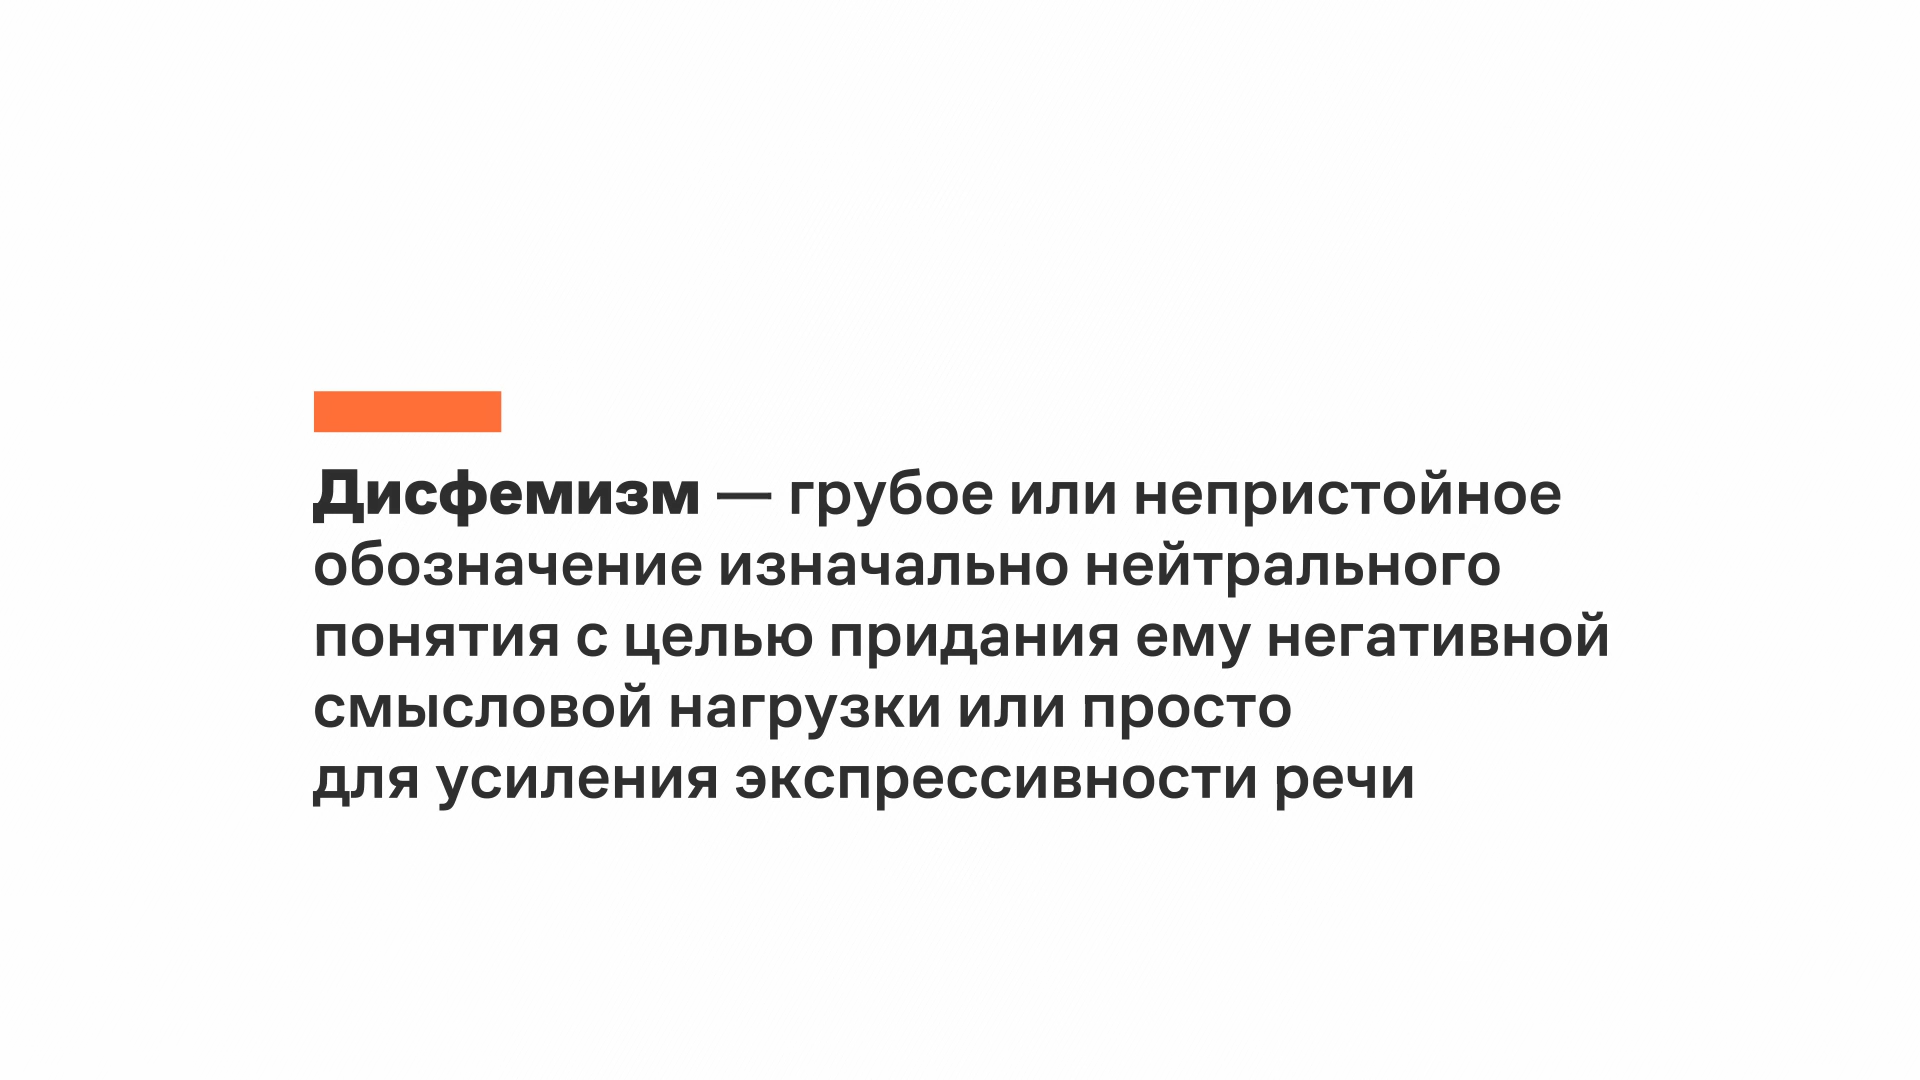 Дисфемизм — грубое или непристойное
обозначение изначально нейтрального
понятия с целью придания ему негативной
смысловой нагрузки или просто
для усиления экспрессивности речи